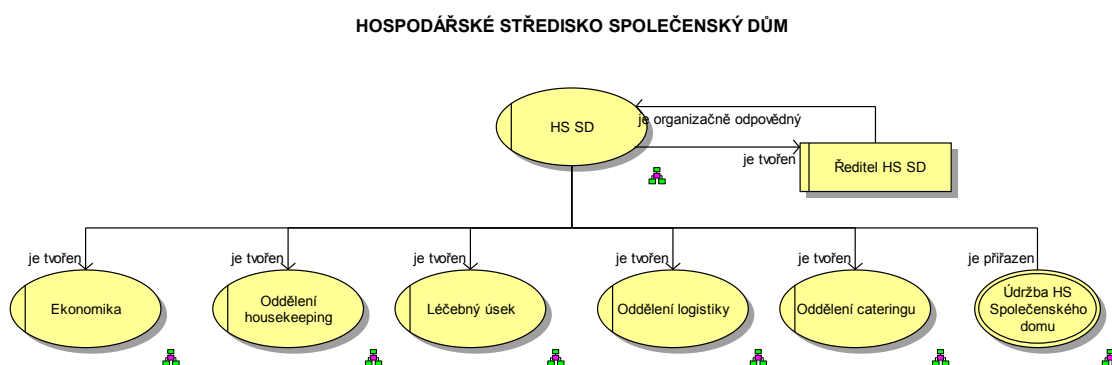 HOSPODÁŘSKÉ STŘEDISKO SPOLEČENSKÝ DŮM
HS SD
je organizačně odpovědný
je tvořen
Ředitel HS SD
je tvořen
je tvořen
je tvořen
je tvořen
je tvořen
je přiřazen
Ekonomika
Oddělení
housekeeping
Léčebný úsek
Oddělení logistiky
Oddělení cateringu
Údržba HS
Společenského
domu